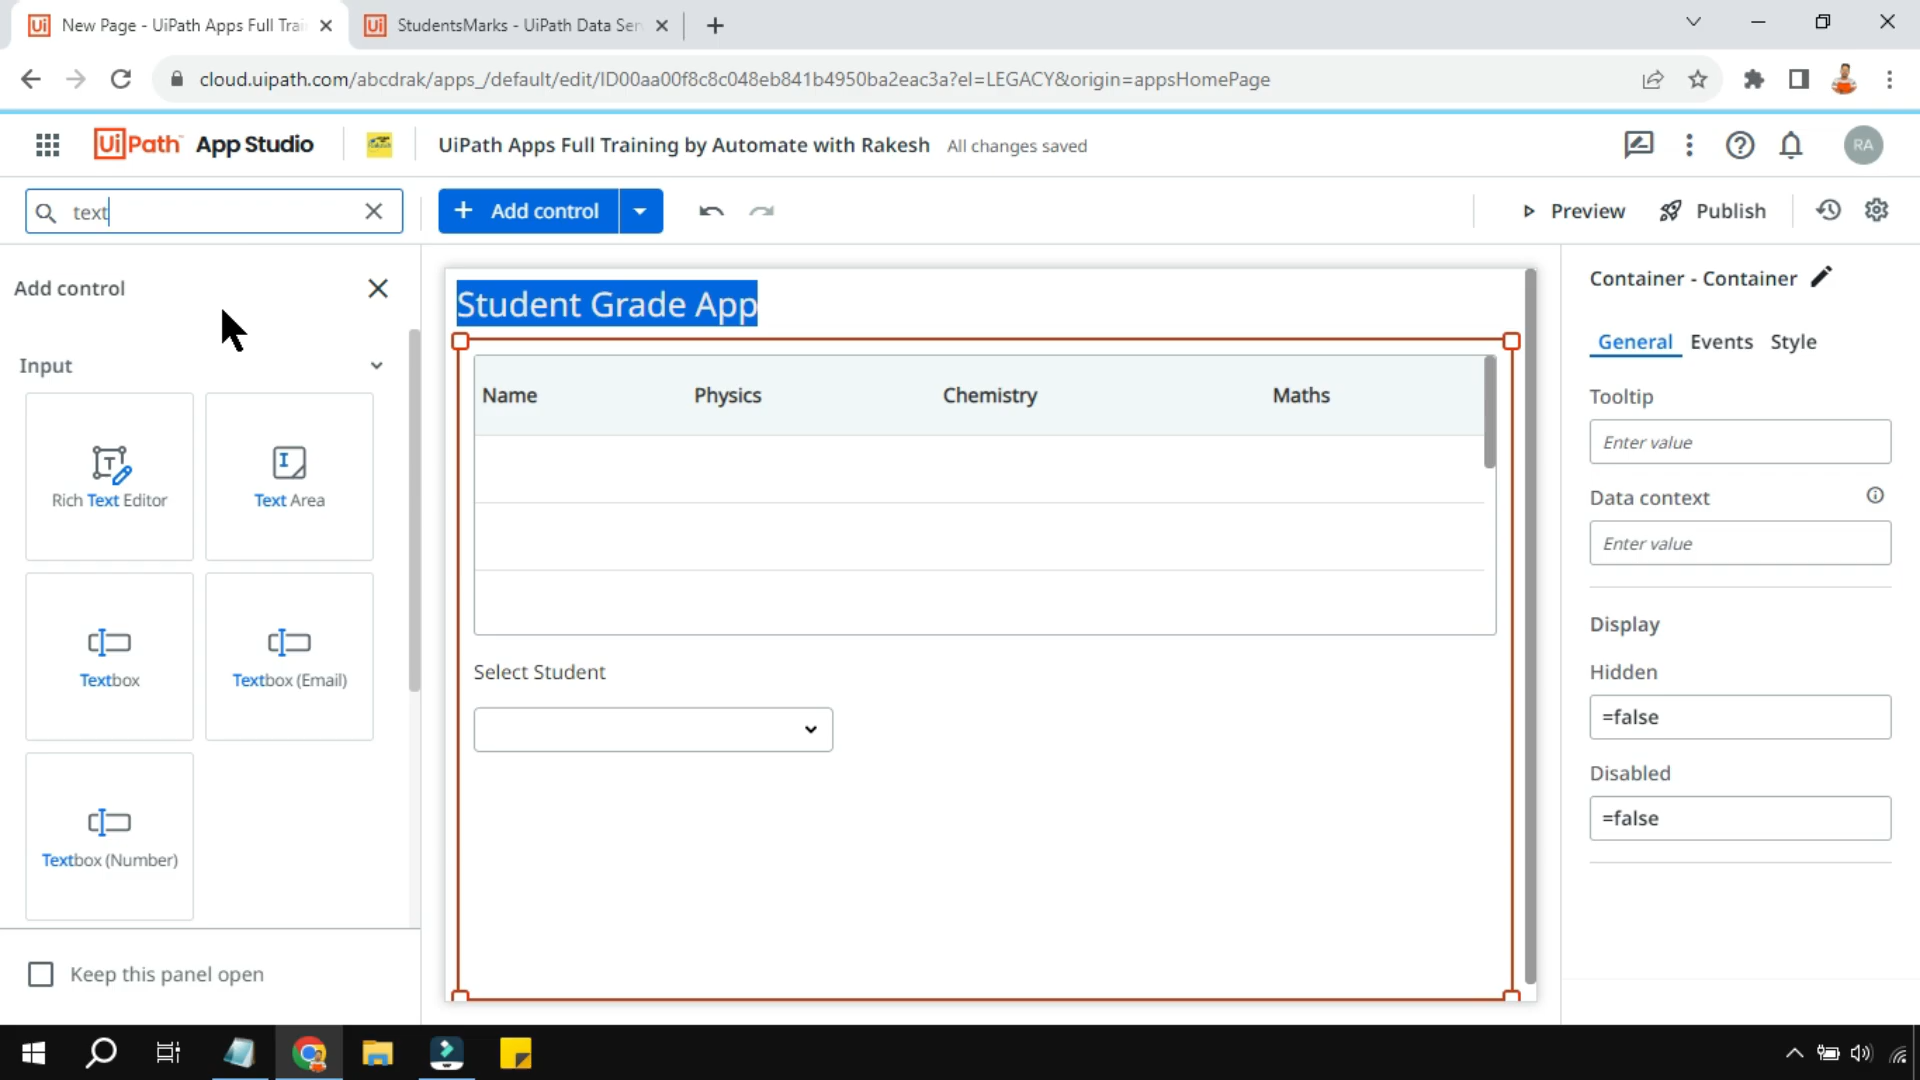 New Page - UiPath Apps Full Trai
StudentsMarks - UiPath Data Ser
cloud.uipath.com/abcdrak/apps_/default/edit/ID00aa00f8c8c048eb841b4950ba2eac3a?el=LEGACY&origin=appsHomePage
UiPath App Studio
UiPath Apps Full Training by Automate with Rakesh
All changes saved
RA
text
Add control
Preview
Publish
Add control
Input
Rich Text Editor
Text Area
Textbox
Textbox (Email)
Textbox (Number)
Keep this panel open
Student Grade App
Name Physics Chemistry Maths
Select Student
Container - Container
General Events Style
Tooltip
Enter value
Data context
Enter value
Display
Hidden
=false
Disabled
=false